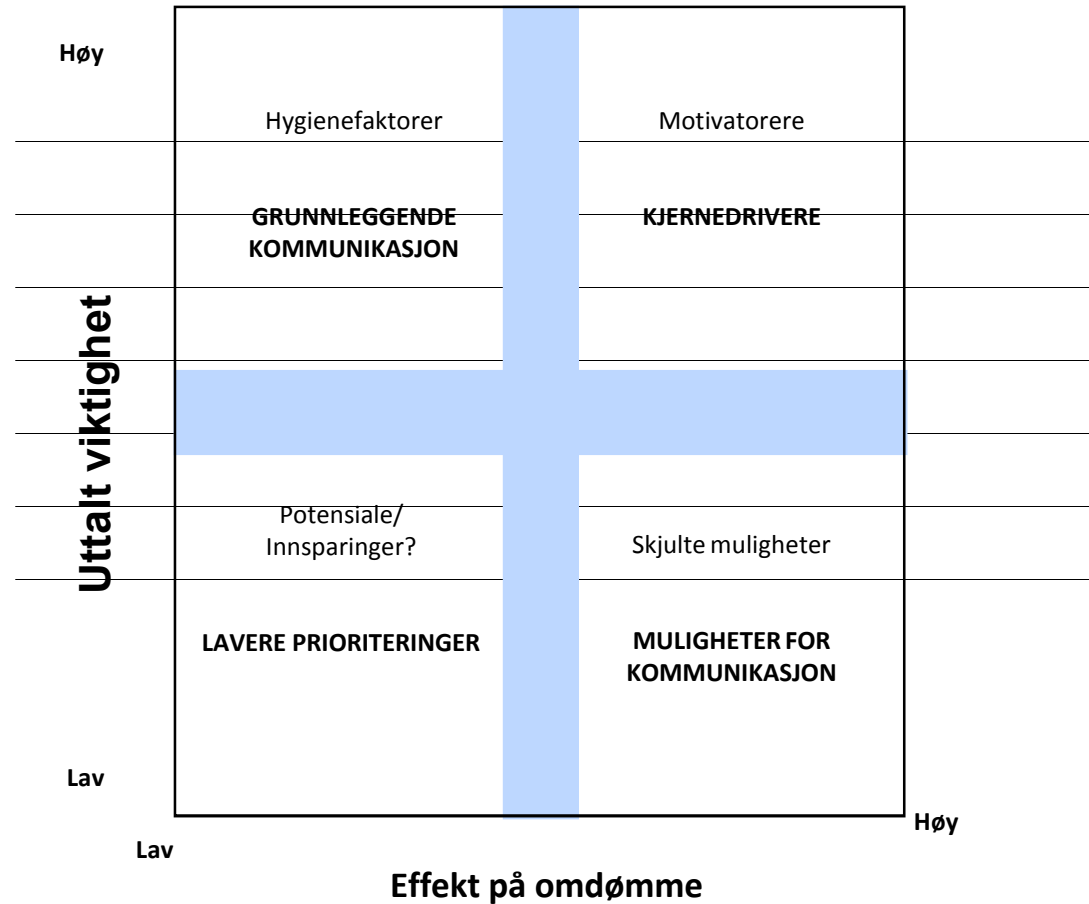 Høy
Hygienefaktorer
Motivatorere
GRUNNLEGGENDE
KOMMUNIKASJON
KJERNEDRIVERE
Uttalt viktighet
Potensiale/
Innsparinger?
Skjulte muligheter
LAVERE PRIORITERINGER
MULIGHETER FOR
KOMMUNIKASJON
Lav
Høy
Lav
Effekt på omdømme